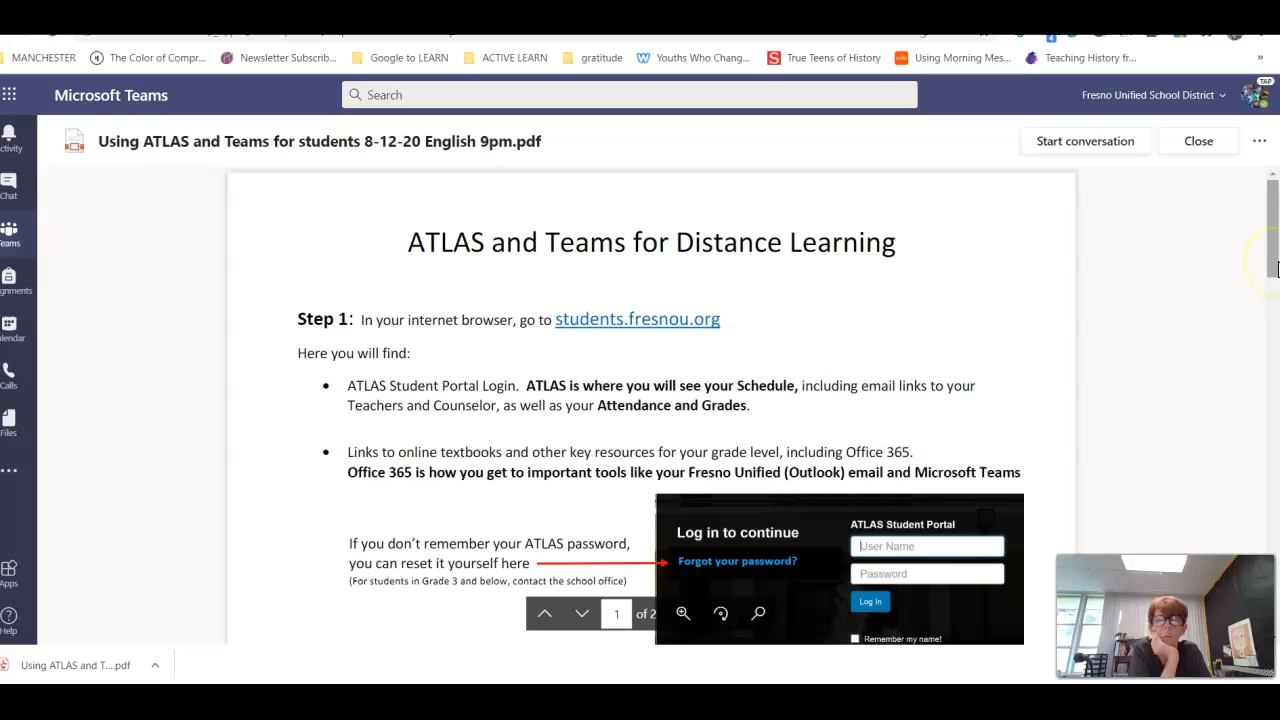 MANCHESTER
The Color of Compr...
Newsletter Subscrib...
Google to LEARN
ACTIVE LEARN
gratitude
Youths Who Chang...
True Teens of History
Using Morning Mes...
Teaching History fr...
»
Microsoft Teams
Search
Fresno Unified School District
TAP
Using ATLAS and Teams for students 8-12-20 English 9pm.pdf
Start conversation
Close
ctivity
Chat
Teams
ignments
lendar
Calls
Files
Apps
Help
ATLAS and Teams for Distance Learning
Step 1: In your internet browser, go to students.fresnou.org
Here you will find:
• ATLAS Student Portal Login. ATLAS is where you will see your Schedule, including email links to your
Teachers and Counselor, as well as your Attendance and Grades.
• Links to online textbooks and other key resources for your grade level, including Office 365.
Office 365 is how you get to important tools like your Fresno Unified (Outlook) email and Microsoft Teams
If you don't remember your ATLAS password,
you can reset it yourself here
(For students in Grade 3 and below, contact the school office)
Log in to continue
Forgot your password?
ATLAS Student Portal
User Name
Password
Log In
Remember my name!
1 of 2
Using ATLAS and T....pdf